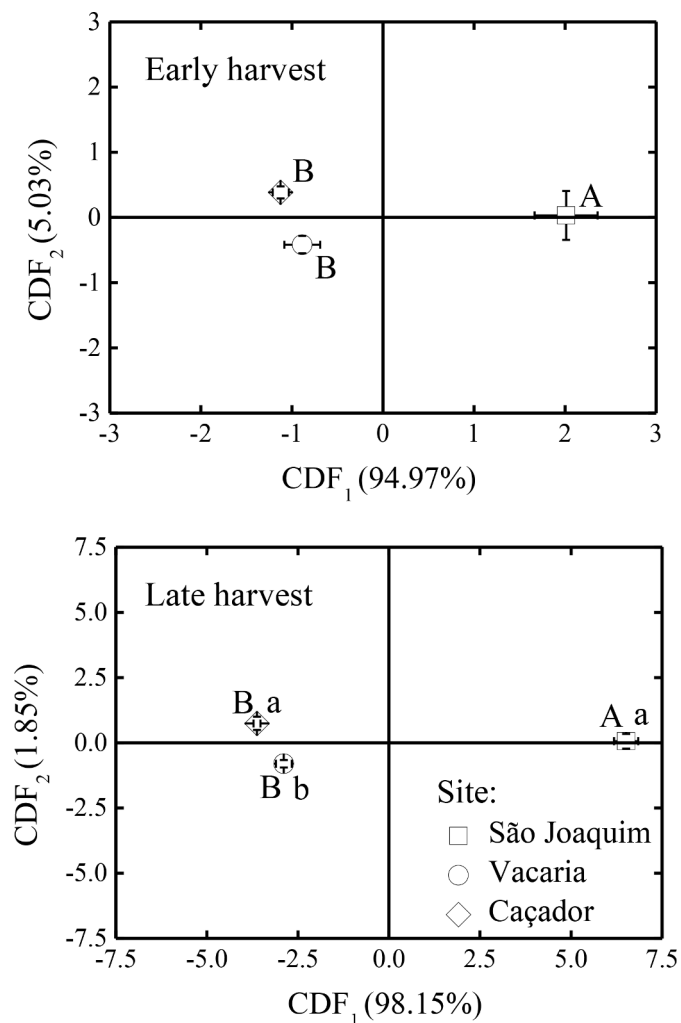 3
Early harvest
2
1
B
A
0
B
-1
-2
-3
-3 -2 -1 0 1 2 3
CDF2 (5.03%)
CDF1 (94.97%)
7.5
Late harvest
5.0
2.5
B a
A a
0.0
B b
-2.5
Site:
São Joaquim
-5.0
Vacaria
Caçador
-7.5
-7.5 -5.0 -2.5 0.0 2.5 5.0 7.5
CDF2 (1.85%)
CDF1 (98.15%)